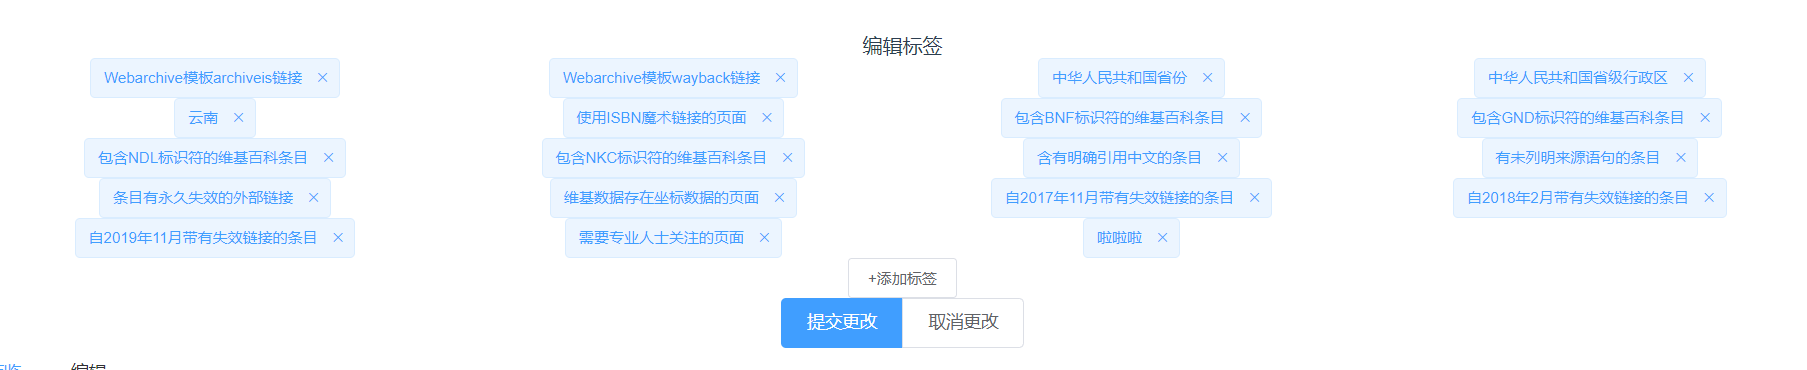 编辑标签
Webarchive模板archiveis链接 × Webarchive模板wayback链接 × 中华人民共和国省份 × 中华人民共和国省级行政区 ×
云南 × 使用ISBN魔术链接的页面 × 包含BNF标识符的维基百科条目 × 包含GND标识符的维基百科条目 ×
包含NDL标识符的维基百科条目 × 包含NKC标识符的维基百科条目 × 含有明确引用中文的条目 × 有未列明来源语句的条目 ×
条目有永久失效的外部链接 × 维基数据存在坐标数据的页面 × 自2017年11月带有失效链接的条目 × 自2018年2月带有失效链接的条目 ×
自2019年11月带有失效链接的条目 × 需要专业人士关注的页面 × 啦啦啦 ×
+添加标签
提交更改 取消更改
编辑